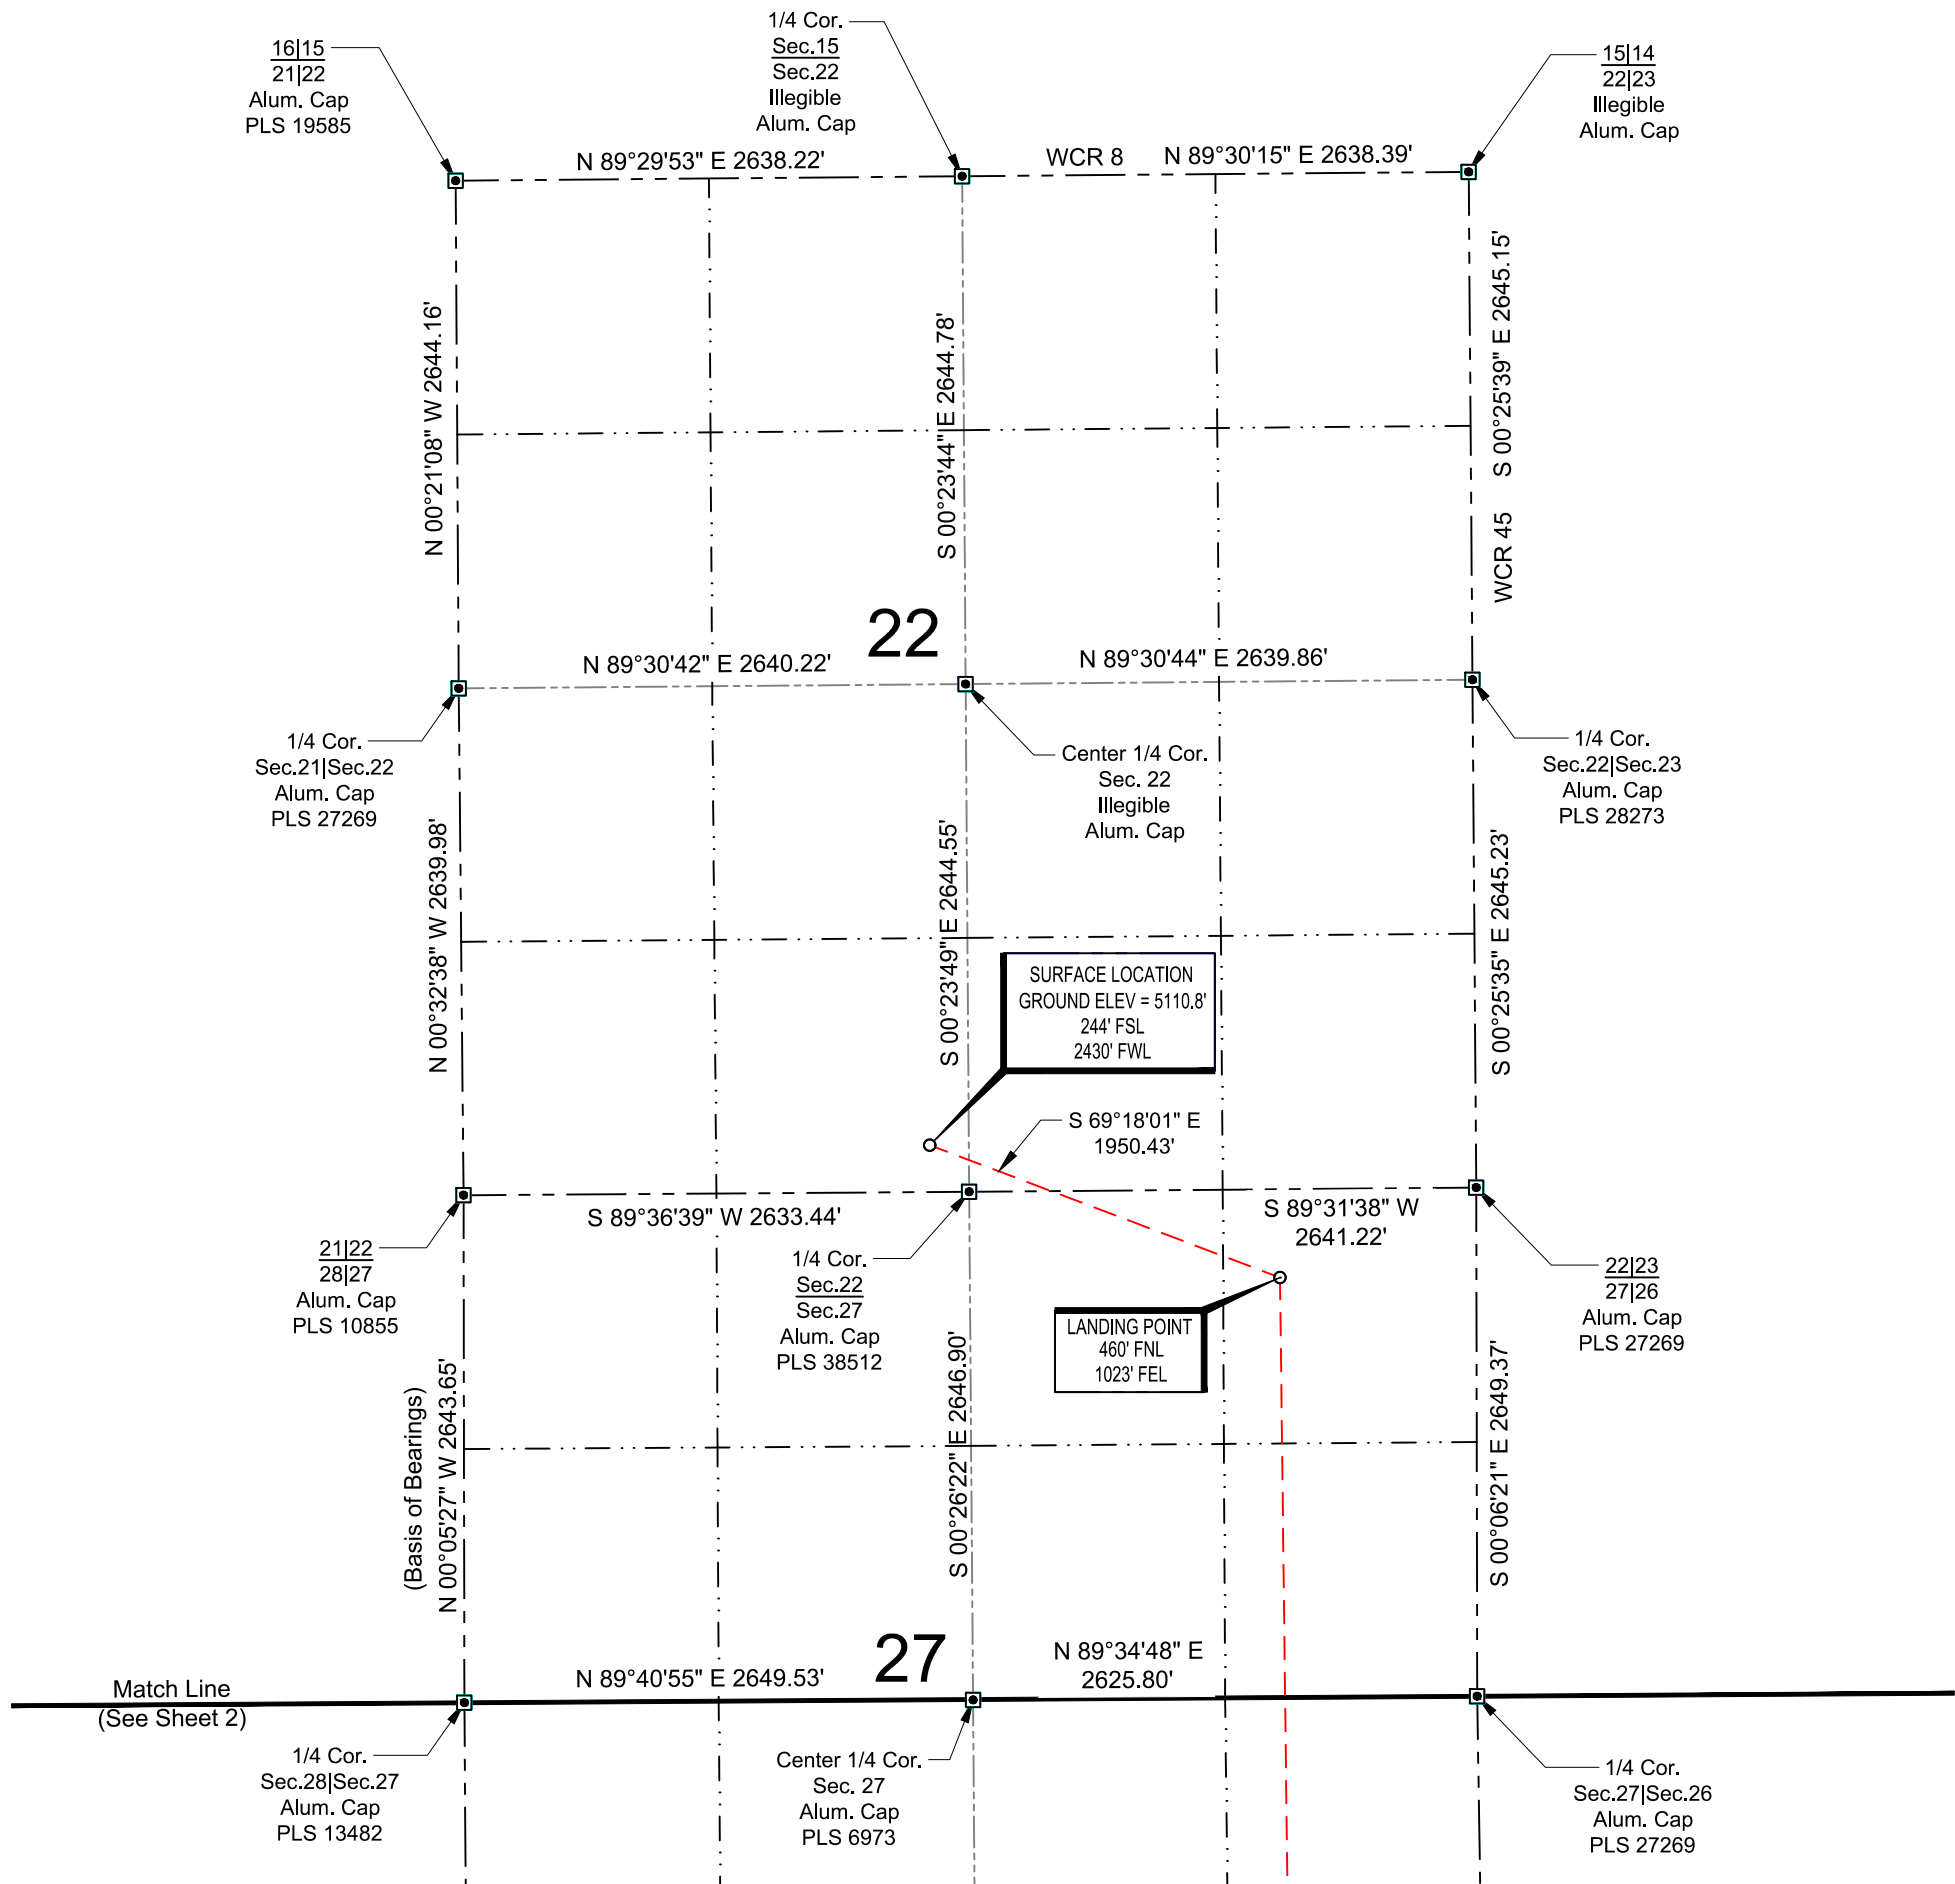 1/4 Cor.
Sec.15
Sec.22
Illegible
Alum. Cap
16|15
21|22
Alum. Cap
PLS 19585
15|14
22|23
Illegible
Alum. Cap
N 89°29'53" E 2638.22'
WCR 8
N 89°30'15" E 2638.39'
N 00°21'08" W 2644.16'
S 00°23'44" E 2644.78'
S 00°25'39" E 2645.15'
WCR 45
22
N 89°30'42" E 2640.22'
N 89°30'44" E 2639.86'
1/4 Cor.
Sec.21|Sec.22
Alum. Cap
PLS 27269
Center 1/4 Cor.
Sec. 22
Illegible
Alum. Cap
1/4 Cor.
Sec.22|Sec.23
Alum. Cap
PLS 28273
N 00°32'38" W 2639.98'
S 00°23'49" E 2644.55'
S 00°25'35" E 2645.23'
SURFACE LOCATION
GROUND ELEV = 5110.8'
244' FSL
2430' FWL
S 69°18'01" E
1950.43'
S 89°36'39" W 2633.44'
S 89°31'38" W
2641.22'
21|22
28|27
Alum. Cap
PLS 10855
1/4 Cor.
Sec.22
Sec.27
Alum. Cap
PLS 38512
22|23
27|26
Alum. Cap
PLS 27269
LANDING POINT
460' FNL
1023' FEL
(Basis of Bearings)
N 00°05'27" W 2643.65'
S 00°26'22" E 2646.90'
S 00°06'21" E 2649.37'
27
N 89°40'55" E 2649.53'
N 89°34'48" E
2625.80'
Match Line
(See Sheet 2)
1/4 Cor.
Sec.28|Sec.27
Alum. Cap
PLS 13482
Center 1/4 Cor.
Sec. 27
Alum. Cap
PLS 6973
1/4 Cor.
Sec.27|Sec.26
Alum. Cap
PLS 27269